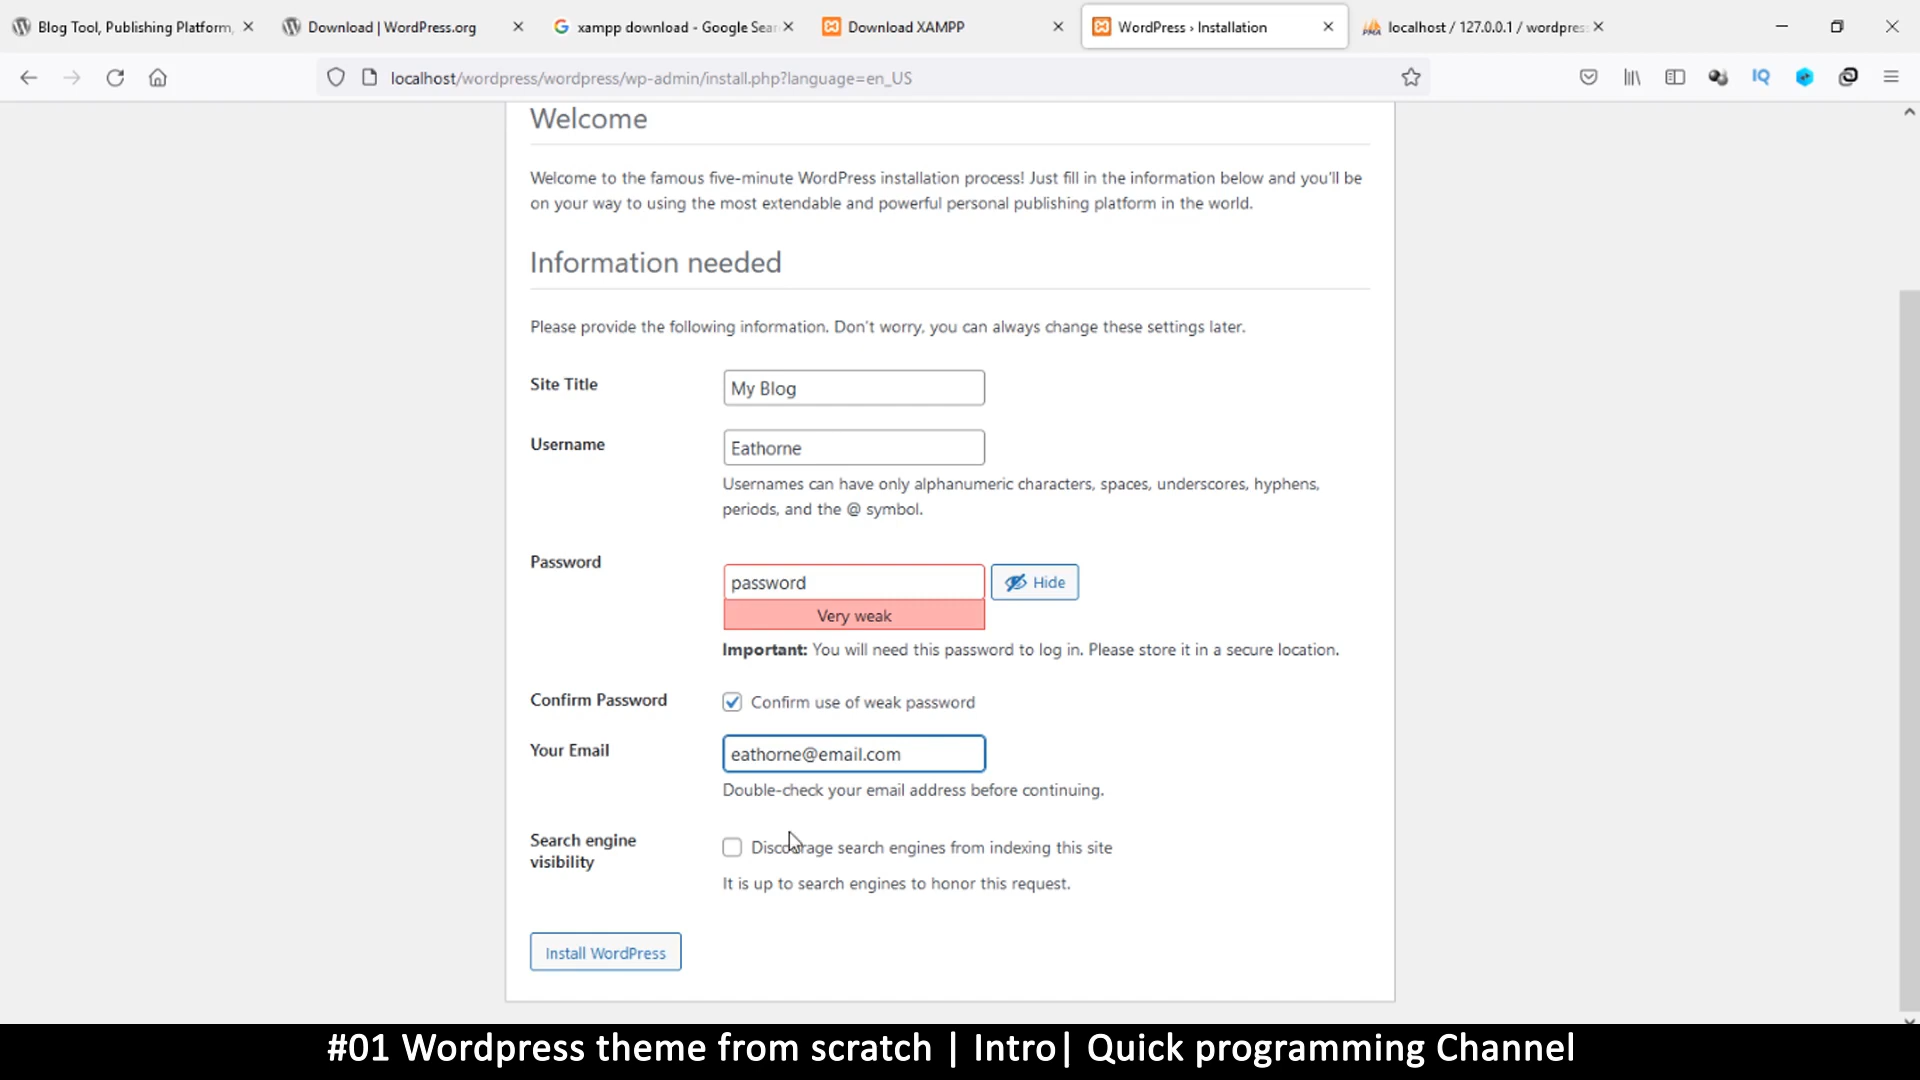 Blog Tool, Publishing Platform,
Download | WordPress.org
xampp download - Google Sear
Download XAMPP
WordPress › Installation
localhost / 127.0.0.1 / wordpres
localhost/wordpress/wordpress/wp-admin/install.php?language=en_US
IQ
Welcome
Welcome to the famous five-minute WordPress installation process! Just fill in the information below and you'll be
on your way to using the most extendable and powerful personal publishing platform in the world.
Information needed
Please provide the following information. Don't worry, you can always change these settings later.
Site Title
My Blog
Username
Eathorne
Usernames can have only alphanumeric characters, spaces, underscores, hyphens,
periods, and the @ symbol.
Password
password
Hide
Very weak
Important: You will need this password to log in. Please store it in a secure location.
Confirm Password
Confirm use of weak password
Your Email
eathorne@email.com
Double-check your email address before continuing.
Search engine
visibility
Discourage search engines from indexing this site
It is up to search engines to honor this request.
Install WordPress
#01 Wordpress theme from scratch | Intro| Quick programming Channel